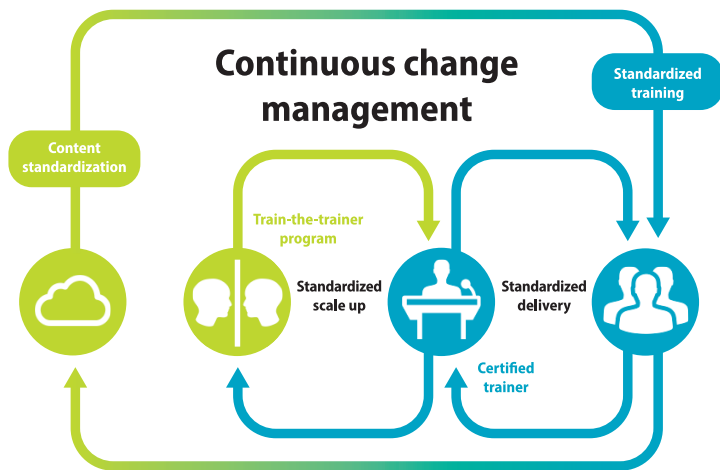 Continuous change
management
Standardized
training
Content
standardization
Train-the-trainer
program
Standardized
scale up
Standardized
delivery
Certified
trainer